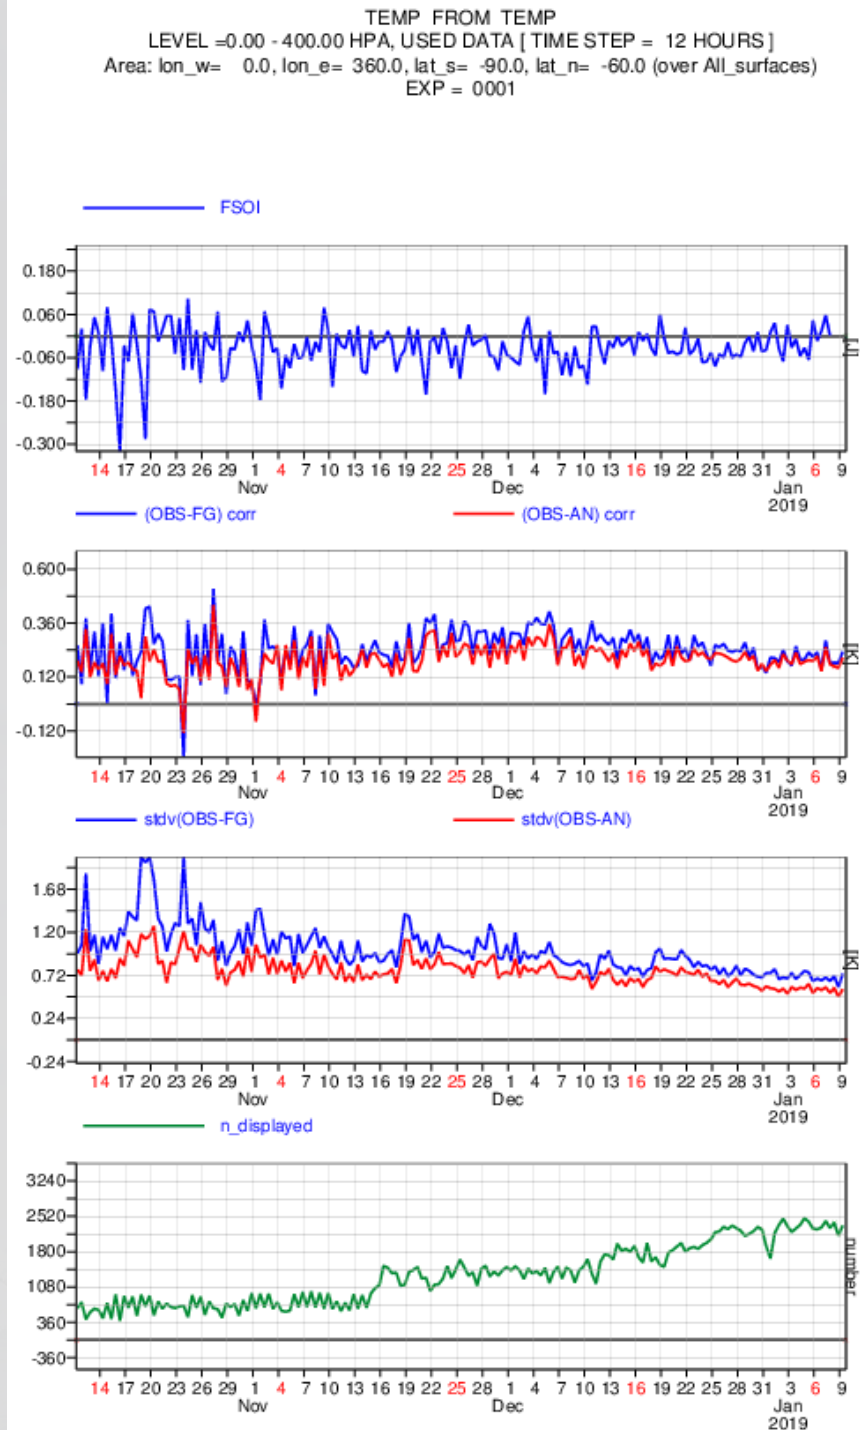 TEMP FROM TEMP
LEVEL =0.00 - 400.00 HPA, USED DATA [ TIME STEP = 12 HOURS ]
Area: lon_w= 0.0, lon_e= 360.0, lat_s= -90.0, lat_n= -60.0 (over All_surfaces)
EXP = 0001
FSOI
0.180
0.060
-0.060
-0.180
-0.300
[J]
14 17 20 23 26 29 1 4 7 10 13 16 19 22 25 28 1 4 7 10 13 16 19 22 25 28 31 3 6 9
Nov Dec Jan
2019
(OBS-FG) corr (OBS-AN) corr
0.600
0.360
0.120
-0.120
[K]
14 17 20 23 26 29 1 4 7 10 13 16 19 22 25 28 1 4 7 10 13 16 19 22 25 28 31 3 6 9
Nov Dec Jan
2019
stdv(OBS-FG) stdv(OBS-AN)
1.68
1.20
0.72
0.24
-0.24
[K]
14 17 20 23 26 29 1 4 7 10 13 16 19 22 25 28 1 4 7 10 13 16 19 22 25 28 31 3 6 9
Nov Dec Jan
2019
n_displayed
3240
2520
1800
1080
360
-360
number
14 17 20 23 26 29 1 4 7 10 13 16 19 22 25 28 1 4 7 10 13 16 19 22 25 28 31 3 6 9
Nov Dec Jan
2019